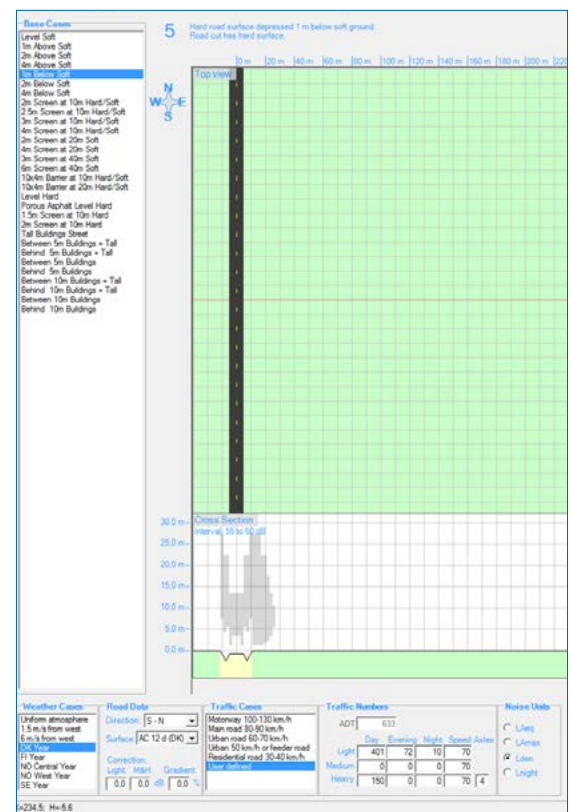 Base Cases
Level Soft
1m Above Soft
2m Above Soft
4m Above Soft
1m Below Soft
2m Below Soft
4m Below Soft
2m Screen at 10m Hard/Soft
2.5m Screen at 10m Hard/Soft
3m Screen at 10m Hard/Soft
4m Screen at 10m Hard/Soft
2m Screen at 20m Soft
4m Screen at 20m Soft
3m Screen at 40m Soft
6m Screen at 40m Soft
10x4m Barrier at 10m Hard/Soft
10x4m Barrier at 20m Hard/Soft
Level Hard
Porous Asphalt Level Hard
1.5m Screen at 10m Hard
2m Screen at 10m Hard
Tall Buildings Street
Between 5m Buildings + Tall
Behind 5m Buildings + Tall
Between 5m Buildings
Behind 5m Buildings
Between 10m Buildings + Tall
Behind 10m Buildings + Tall
Between 10m Buildings
Behind 10m Buildings
5
Hard road surface depressed 1 m below soft ground.
Road cut has hard surface.
0 m 20 m 40 m 60 m 80 m 100 m 120 m 140 m 160 m 180 m 200 m 220
Top view
N
W E
S
Cross Section
Interval, 55 to 60 dB
30.0 m
25.0 m
20.0 m
15.0 m
10.0 m
5.0 m
0.0 m
Weather Cases
Uniform atmosphere
1.5 m/s from west
6 m/s from west
DK Year
FI Year
NO Central Year
NO West Year
SE Year
Road Data
Direction: S - N
Surface: AC 12 d (DK)
Correction:
Light M&H Gradient
0.0 0.0 dB 0.0 %
Traffic Cases
Motorway 100-130 km/h
Main road 80-90 km/h
Urban road 60-70 km/h
Urban 50 km/h or feeder road
Residential road 30-40 km/h
User defined
Traffic Numbers
ADT 633
Day Evening Night Speed Axles
Light 401 72 10 70
Medium 0 0 0 70
Heavy 150 0 0 70 4
Noise Units
LAeq
LAmax
Lden
Lnight
X=234,5; H=-5,6